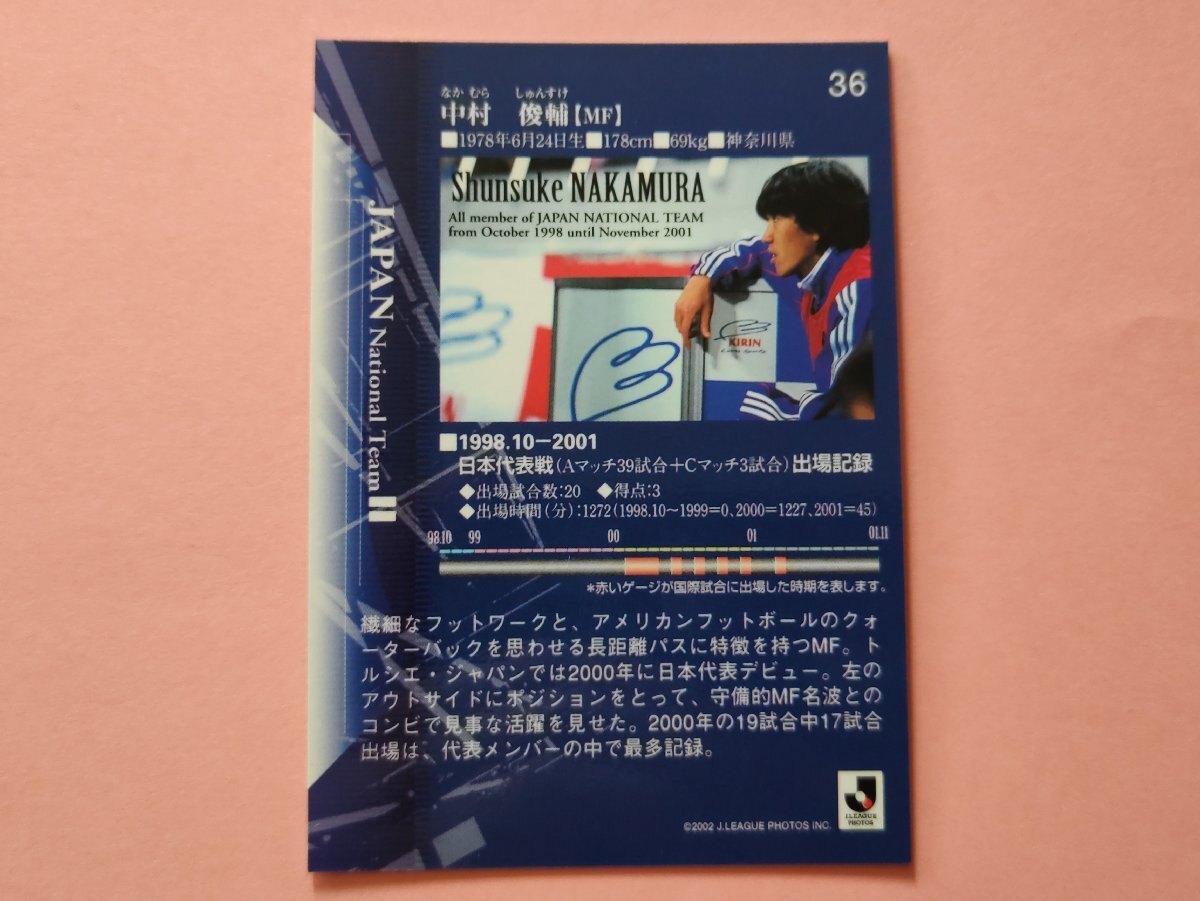 36
なか むら しゅんすけ
中村 俊輔【MF】
■1978年6月24日生■178cm■69kg■神奈川県
Shunsuke NAKAMURA
All member of JAPAN NATIONAL TEAM
from October 1998 until November 2001
KIRIN
JAPAN National Team
■1998.10−2001
日本代表戦(Aマッチ39試合+Cマッチ3試合)出場記録
◆出場試合数:20 ◆得点:3
◆出場時間(分):1272(1998.10〜1999=0、2000=1227、2001=45)
98.10 99 00 01 01.11
*赤いゲージが国際試合に出場した時期を表します。
繊細なフットワークと、アメリカンフットボールのクォ
ーターバックを思わせる長距離パスに特徴を持つMF。ト
ルシエ・ジャパンでは2000年に日本代表デビュー。左の
アウトサイドにポジションをとって、守備的MF名波との
コンビで見事な活躍を見せた。2000年の19試合中17試合
出場は、代表メンバーの中で最多記録。
J.LEAGUE
PHOTOS
©2002 J.LEAGUE PHOTOS INC.